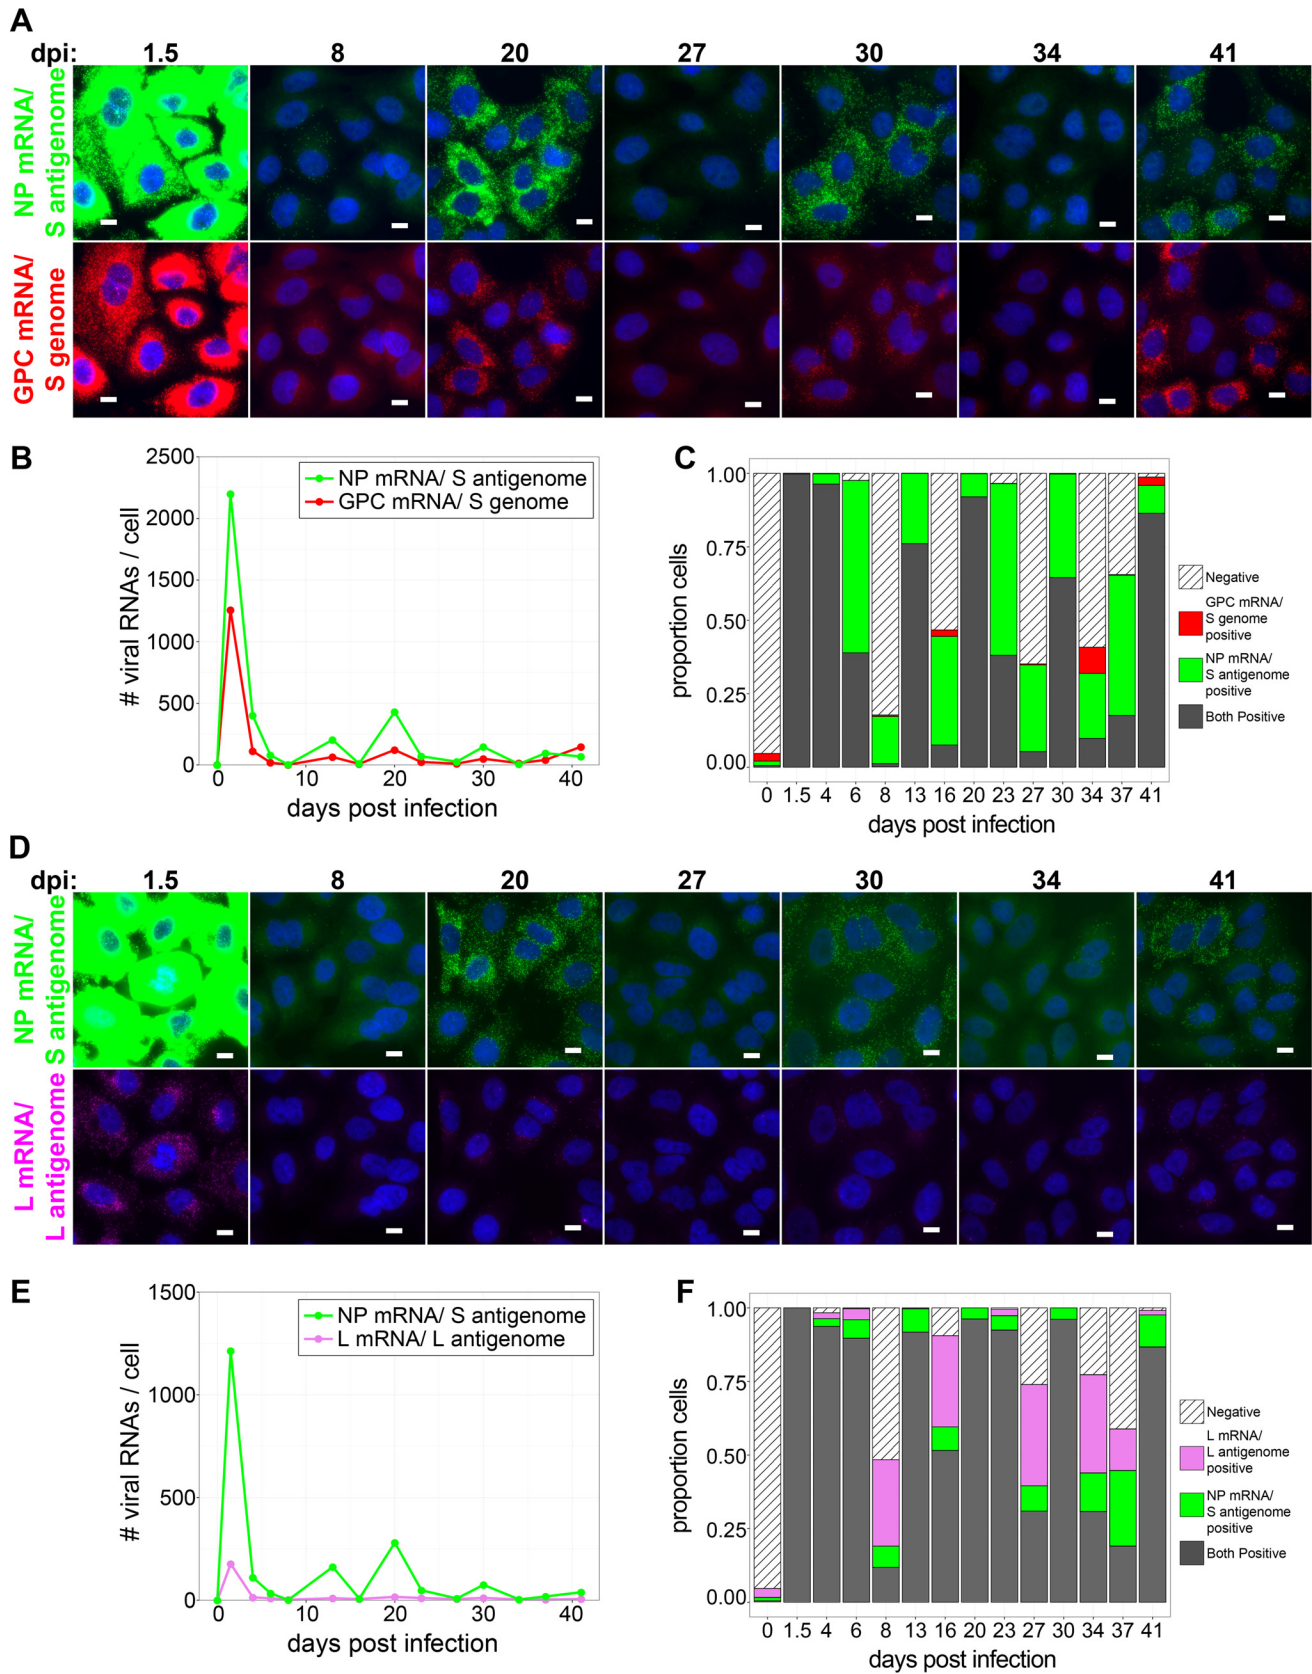 A
dpi: 1.5 8 20 27 30 34 41
NP mRNA/
S antigenome
GPC mRNA/
S genome
B
2500
2000
1500
1000
500
0
# viral RNAs / cell
NP mRNA/ S antigenome
GPC mRNA/ S genome
0 10 20 30 40
days post infection
C
1.00
0.75
0.50
0.25
0.00
proportion cells
0 1.5 4 6 8 13 16 20 23 27 30 34 37 41
days post infection
Negative
GPC mRNA/
S genome
positive
NP mRNA/
S antigenome
positive
Both Positive
D
dpi: 1.5 8 20 27 30 34 41
NP mRNA/
S antigenome
L mRNA/
L antigenome
E
1500
1000
500
0
# viral RNAs / cell
NP mRNA/ S antigenome
L mRNA/ L antigenome
0 10 20 30 40
days post infection
F
1.00
0.75
0.50
0.25
0.00
proportion cells
0 1.5 4 6 8 13 16 20 23 27 30 34 37 41
days post infection
Negative
L mRNA/
L antigenome
positive
NP mRNA/
S antigenome
positive
Both Positive